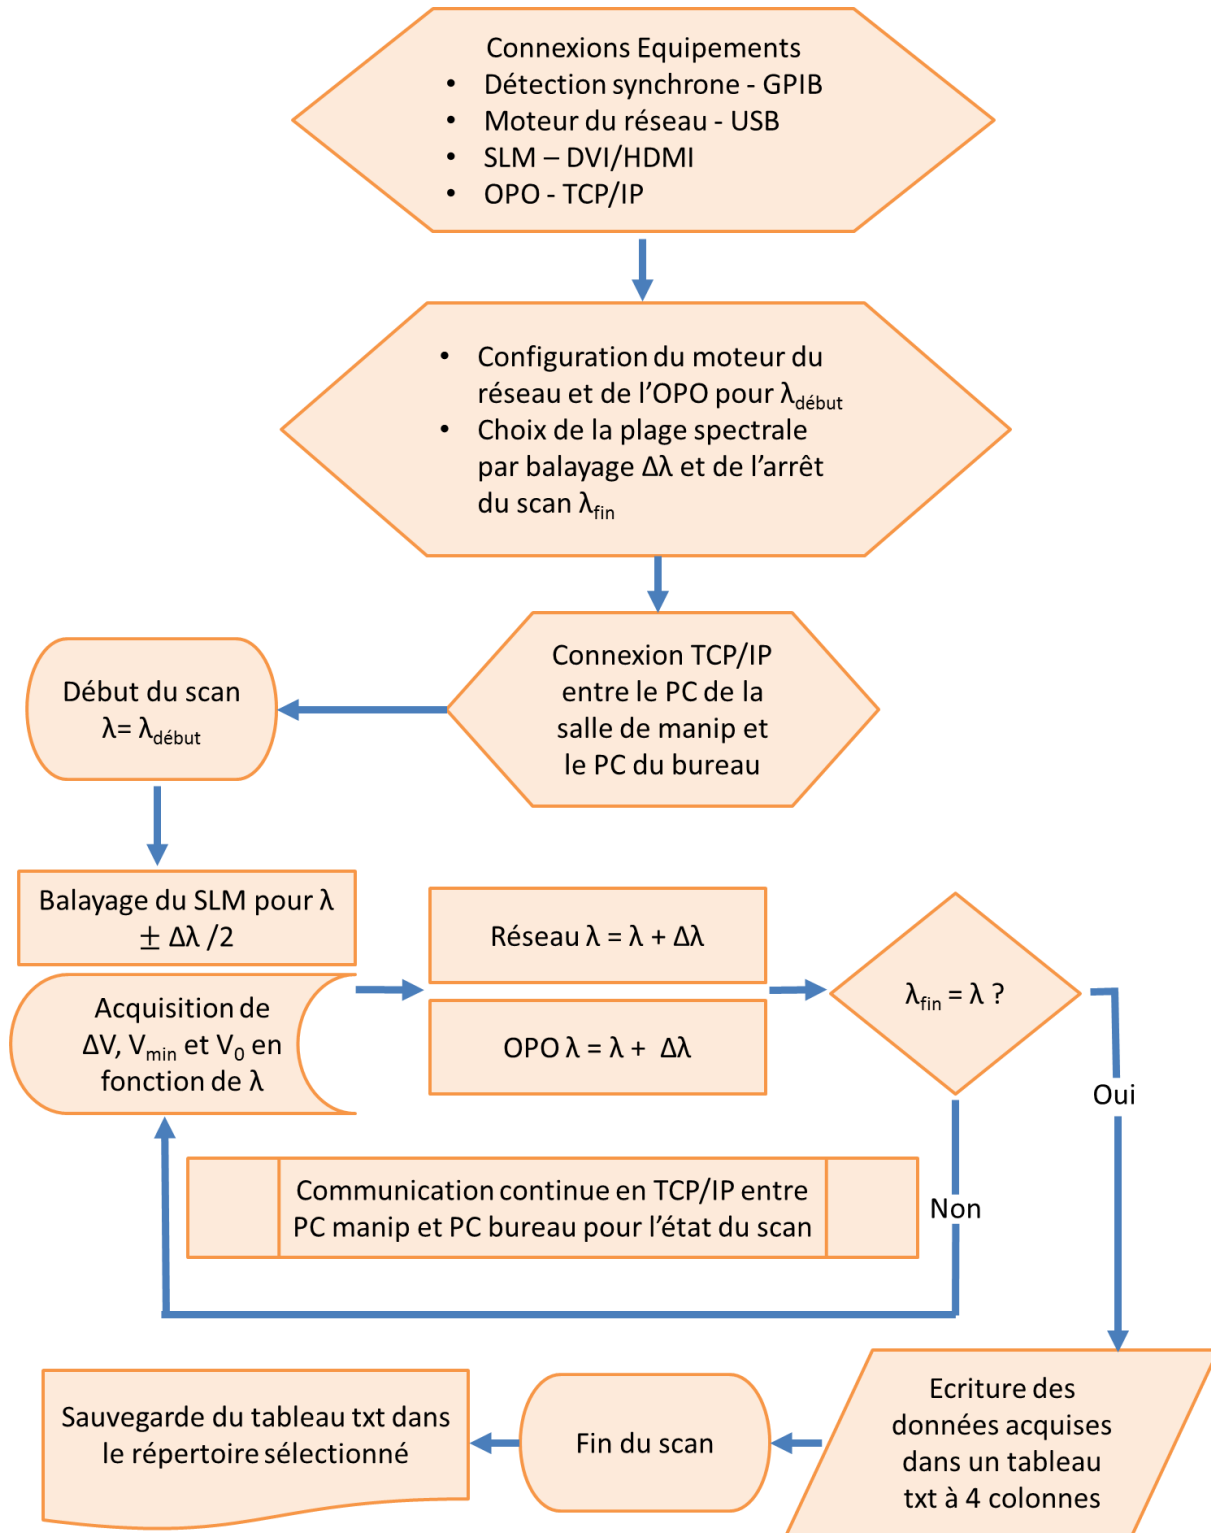 Connexions Equipements
• Détection synchrone - GPIB
• Moteur du réseau - USB
• SLM – DVI/HDMI
• OPO - TCP/IP
• Configuration du moteur du
réseau et de l’OPO pour λdébut
• Choix de la plage spectrale
par balayage Δλ et de l’arrêt
du scan λfin
Connexion TCP/IP
entre le PC de la
salle de manip et
le PC du bureau
Début du scan
λ= λdébut
Balayage du SLM pour λ
± Δλ /2
Acquisition de
ΔV, Vmin et V0 en
fonction de λ
Réseau λ = λ + Δλ
OPO λ = λ + Δλ
λfin = λ ?
Oui
Non
Communication continue en TCP/IP entre
PC manip et PC bureau pour l’état du scan
Ecriture des
données acquises
dans un tableau
txt à 4 colonnes
Fin du scan
Sauvegarde du tableau txt dans
le répertoire sélectionné